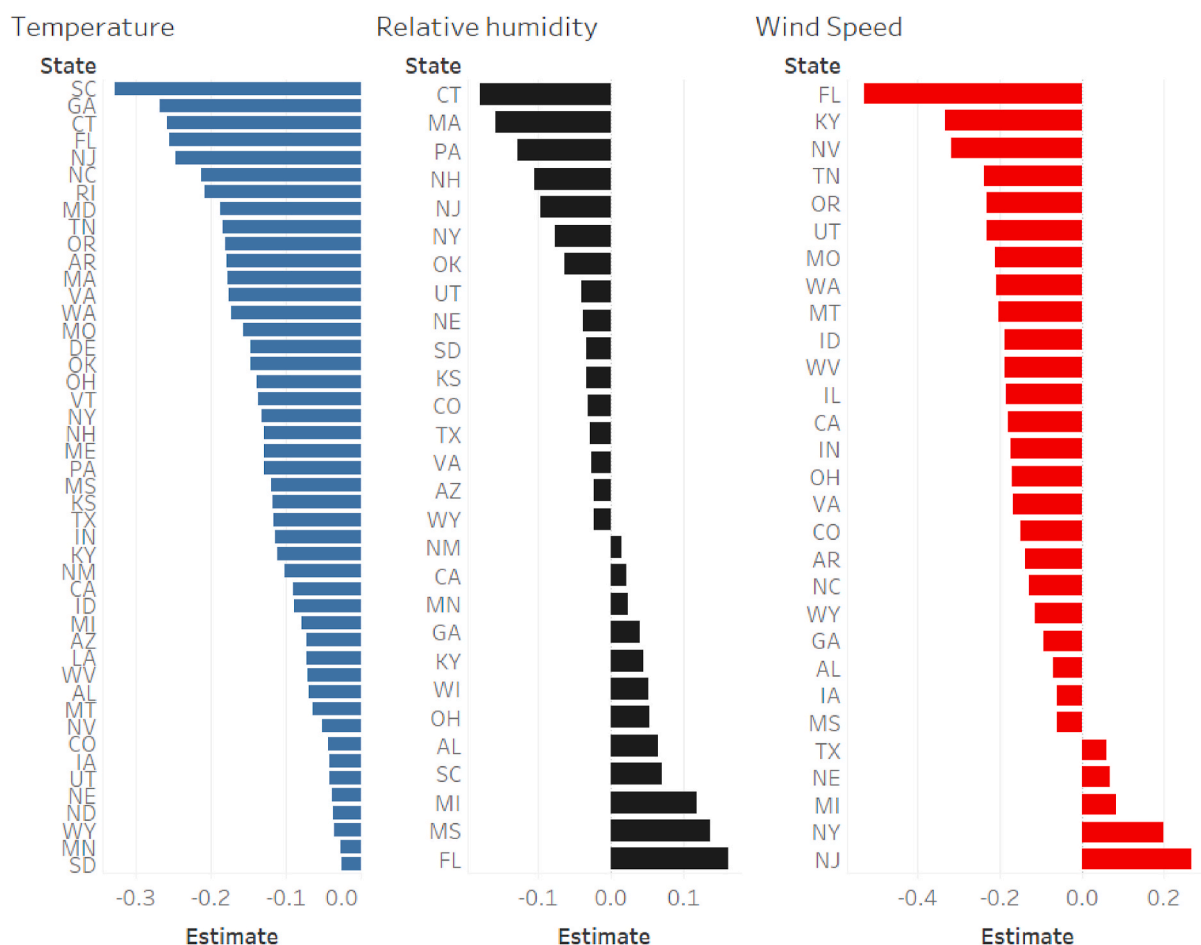 Temperature
State
SC
GA
CT
FL
NJ
NC
RI
MD
TN
OR
AR
MA
VA
WA
MO
DE
OK
OH
VT
NY
NH
ME
PA
MS
KS
TX
IN
KY
NM
CA
ID
MI
AZ
LA
WV
AL
MT
NV
CO
IA
UT
NE
ND
WY
MN
SD
-0.3 -0.2 -0.1 0.0
Estimate
Relative humidity
State
CT
MA
PA
NH
NJ
NY
OK
UT
NE
SD
KS
CO
TX
VA
AZ
WY
NM
CA
MN
GA
KY
WI
OH
AL
SC
MI
MS
FL
-0.1 0.0 0.1
Estimate
Wind Speed
State
FL
KY
NV
TN
OR
UT
MO
WA
MT
ID
WV
IL
CA
IN
OH
VA
CO
AR
NC
WY
GA
AL
IA
MS
TX
NE
MI
NY
NJ
-0.4 -0.2 0.0 0.2
Estimate